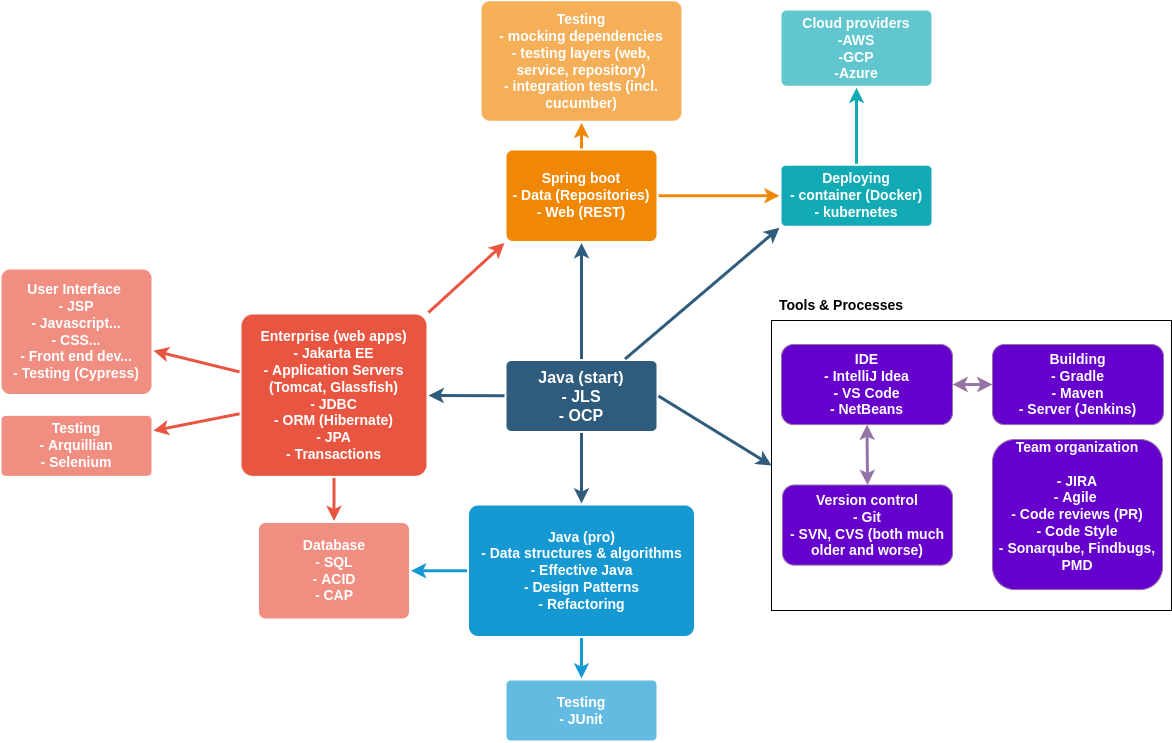 Testing
- mocking dependencies
- testing layers (web,
service, repository)
- integration tests (incl.
cucumber)
Cloud providers
-AWS
-GCP
-Azure
Spring boot
- Data (Repositories)
- Web (REST)
Deploying
- container (Docker)
- kubernetes
User Interface
- JSP
- Javascript...
- CSS...
- Front end dev...
- Testing (Cypress)
Enterprise (web apps)
- Jakarta EE
- Application Servers
(Tomcat, Glassfish)
- JDBC
- ORM (Hibernate)
- JPA
- Transactions
Java (start)
- JLS
- OCP
Testing
- Arquillian
- Selenium
Tools & Processes
IDE
- IntelliJ Idea
- VS Code
- NetBeans
Building
- Gradle
- Maven
- Server (Jenkins)
Version control
- Git
- SVN, CVS (both much
older and worse)
Team organization
- JIRA
- Agile
- Code reviews (PR)
- Code Style
- Sonarqube, Findbugs,
PMD
Database
- SQL
- ACID
- CAP
Java (pro)
- Data structures & algorithms
- Effective Java
- Design Patterns
- Refactoring
Testing
- JUnit